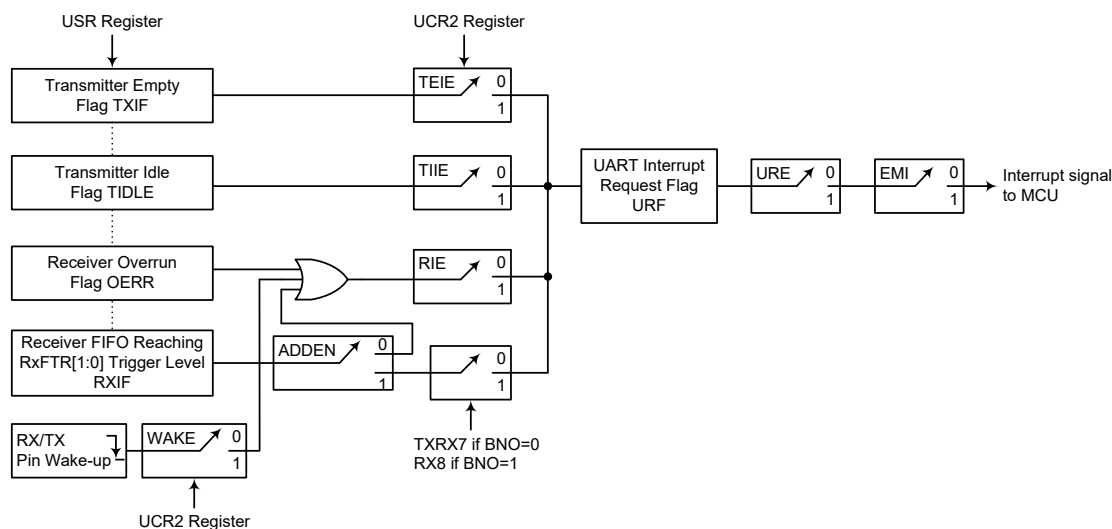 USR Register
UCR2 Register
Transmitter Empty
Flag TXIF
TEIE
0
1
Transmitter Idle
Flag TIDLE
TIIE
0
1
UART Interrupt
Request Flag
URF
URE
0
1
EMI
0
1
Interrupt signal
to MCU
Receiver Overrun
Flag OERR
RIE
0
1
Receiver FIFO Reaching
RxFTR[1:0] Trigger Level
RXIF
ADDEN
0
1
0
1
TXRX7 if BNO=0
RX8 if BNO=1
RX/TX
Pin Wake-up
WAKE
0
1
UCR2 Register